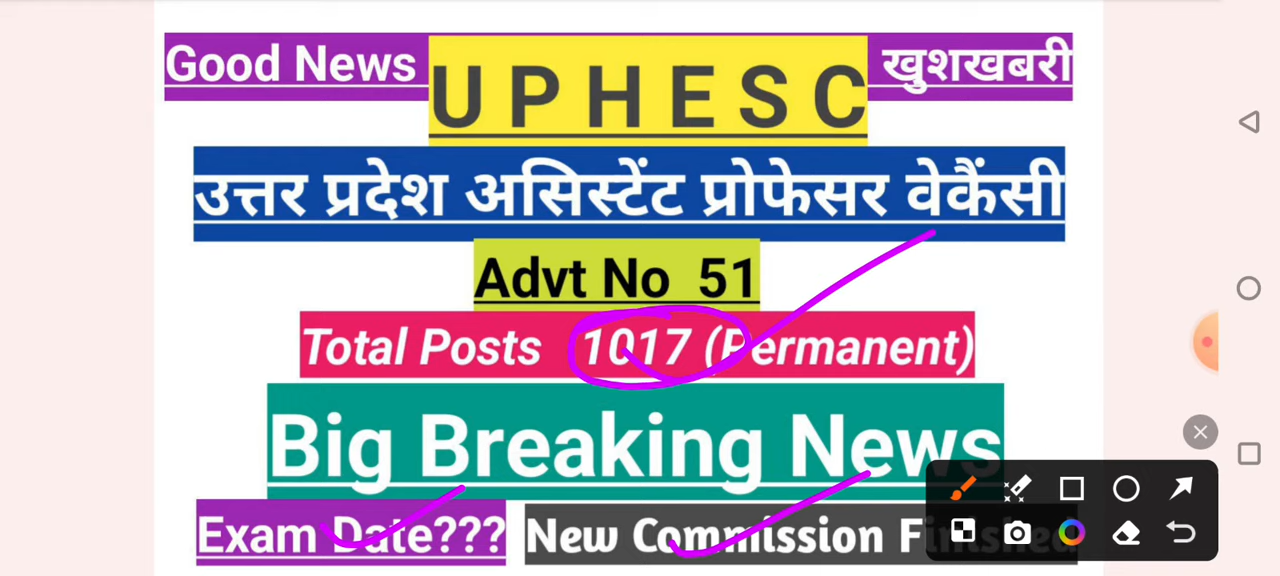 Good News U P H E S C खुशखबरी
उत्तर प्रदेश असिस्टेंट प्रोफेसर वेकैंसी
Advt No 51
Total Posts 1017 (Permanent)
Big Breaking News
Exam Date??? New Commission Finished